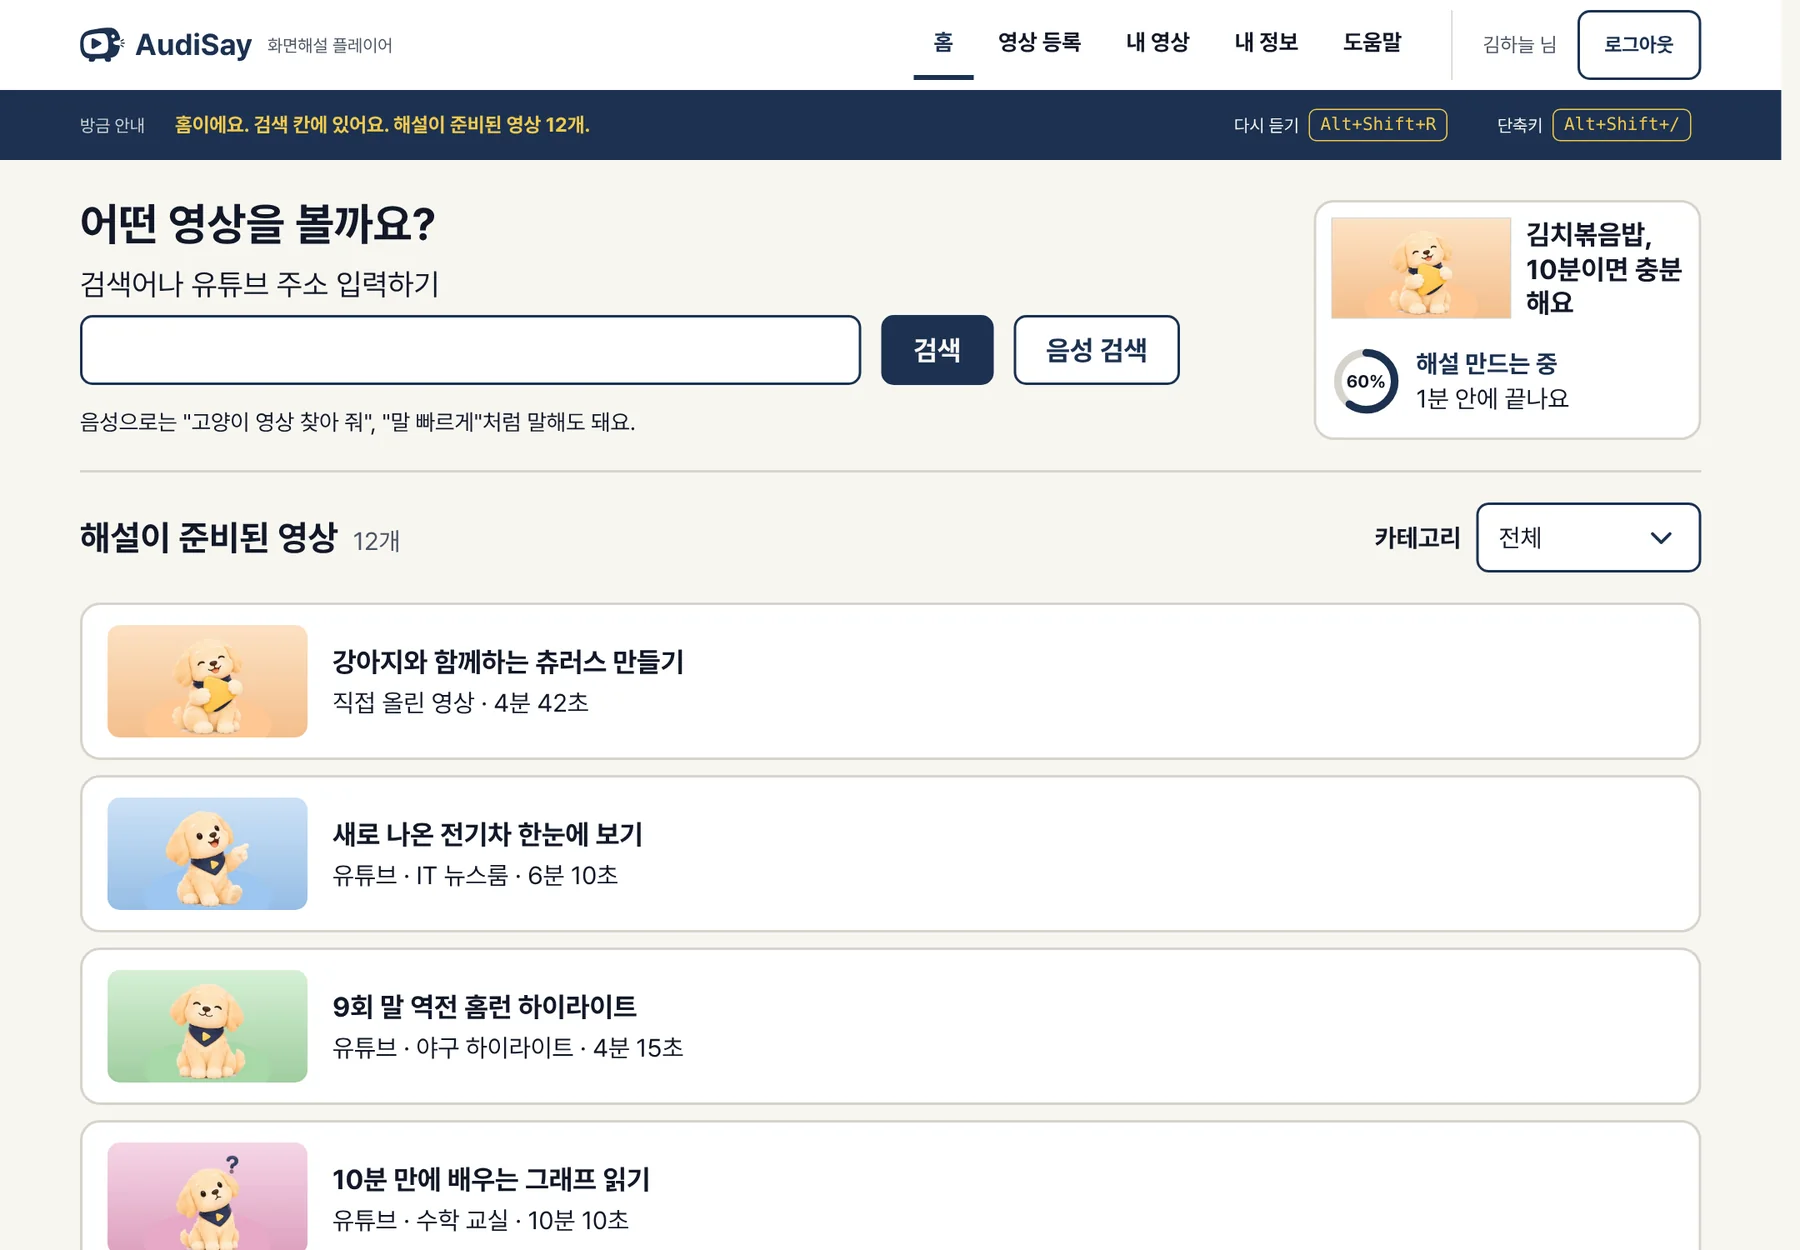 AudiSay 화면해설 플레이어
홈 영상 등록 내 영상 내 정보 도움말 김하늘 님 로그아웃
방금 안내 홈이에요. 검색 칸에 있어요. 해설이 준비된 영상 12개. 다시 듣기 Alt+Shift+R 단축키 Alt+Shift+/
어떤 영상을 볼까요?
검색어나 유튜브 주소 입력하기
검색 음성 검색
음성으로는 "고양이 영상 찾아 줘", "말 빠르게"처럼 말해도 돼요.
김치볶음밥,
10분이면 충분
해요
60%
해설 만드는 중
1분 안에 끝나요
해설이 준비된 영상 12개
카테고리 전체
강아지와 함께하는 츄러스 만들기
직접 올린 영상 · 4분 42초
새로 나온 전기차 한눈에 보기
유튜브 · IT 뉴스룸 · 6분 10초
9회 말 역전 홈런 하이라이트
유튜브 · 야구 하이라이트 · 4분 15초
?
10분 만에 배우는 그래프 읽기
유튜브 · 수학 교실 · 10분 10초